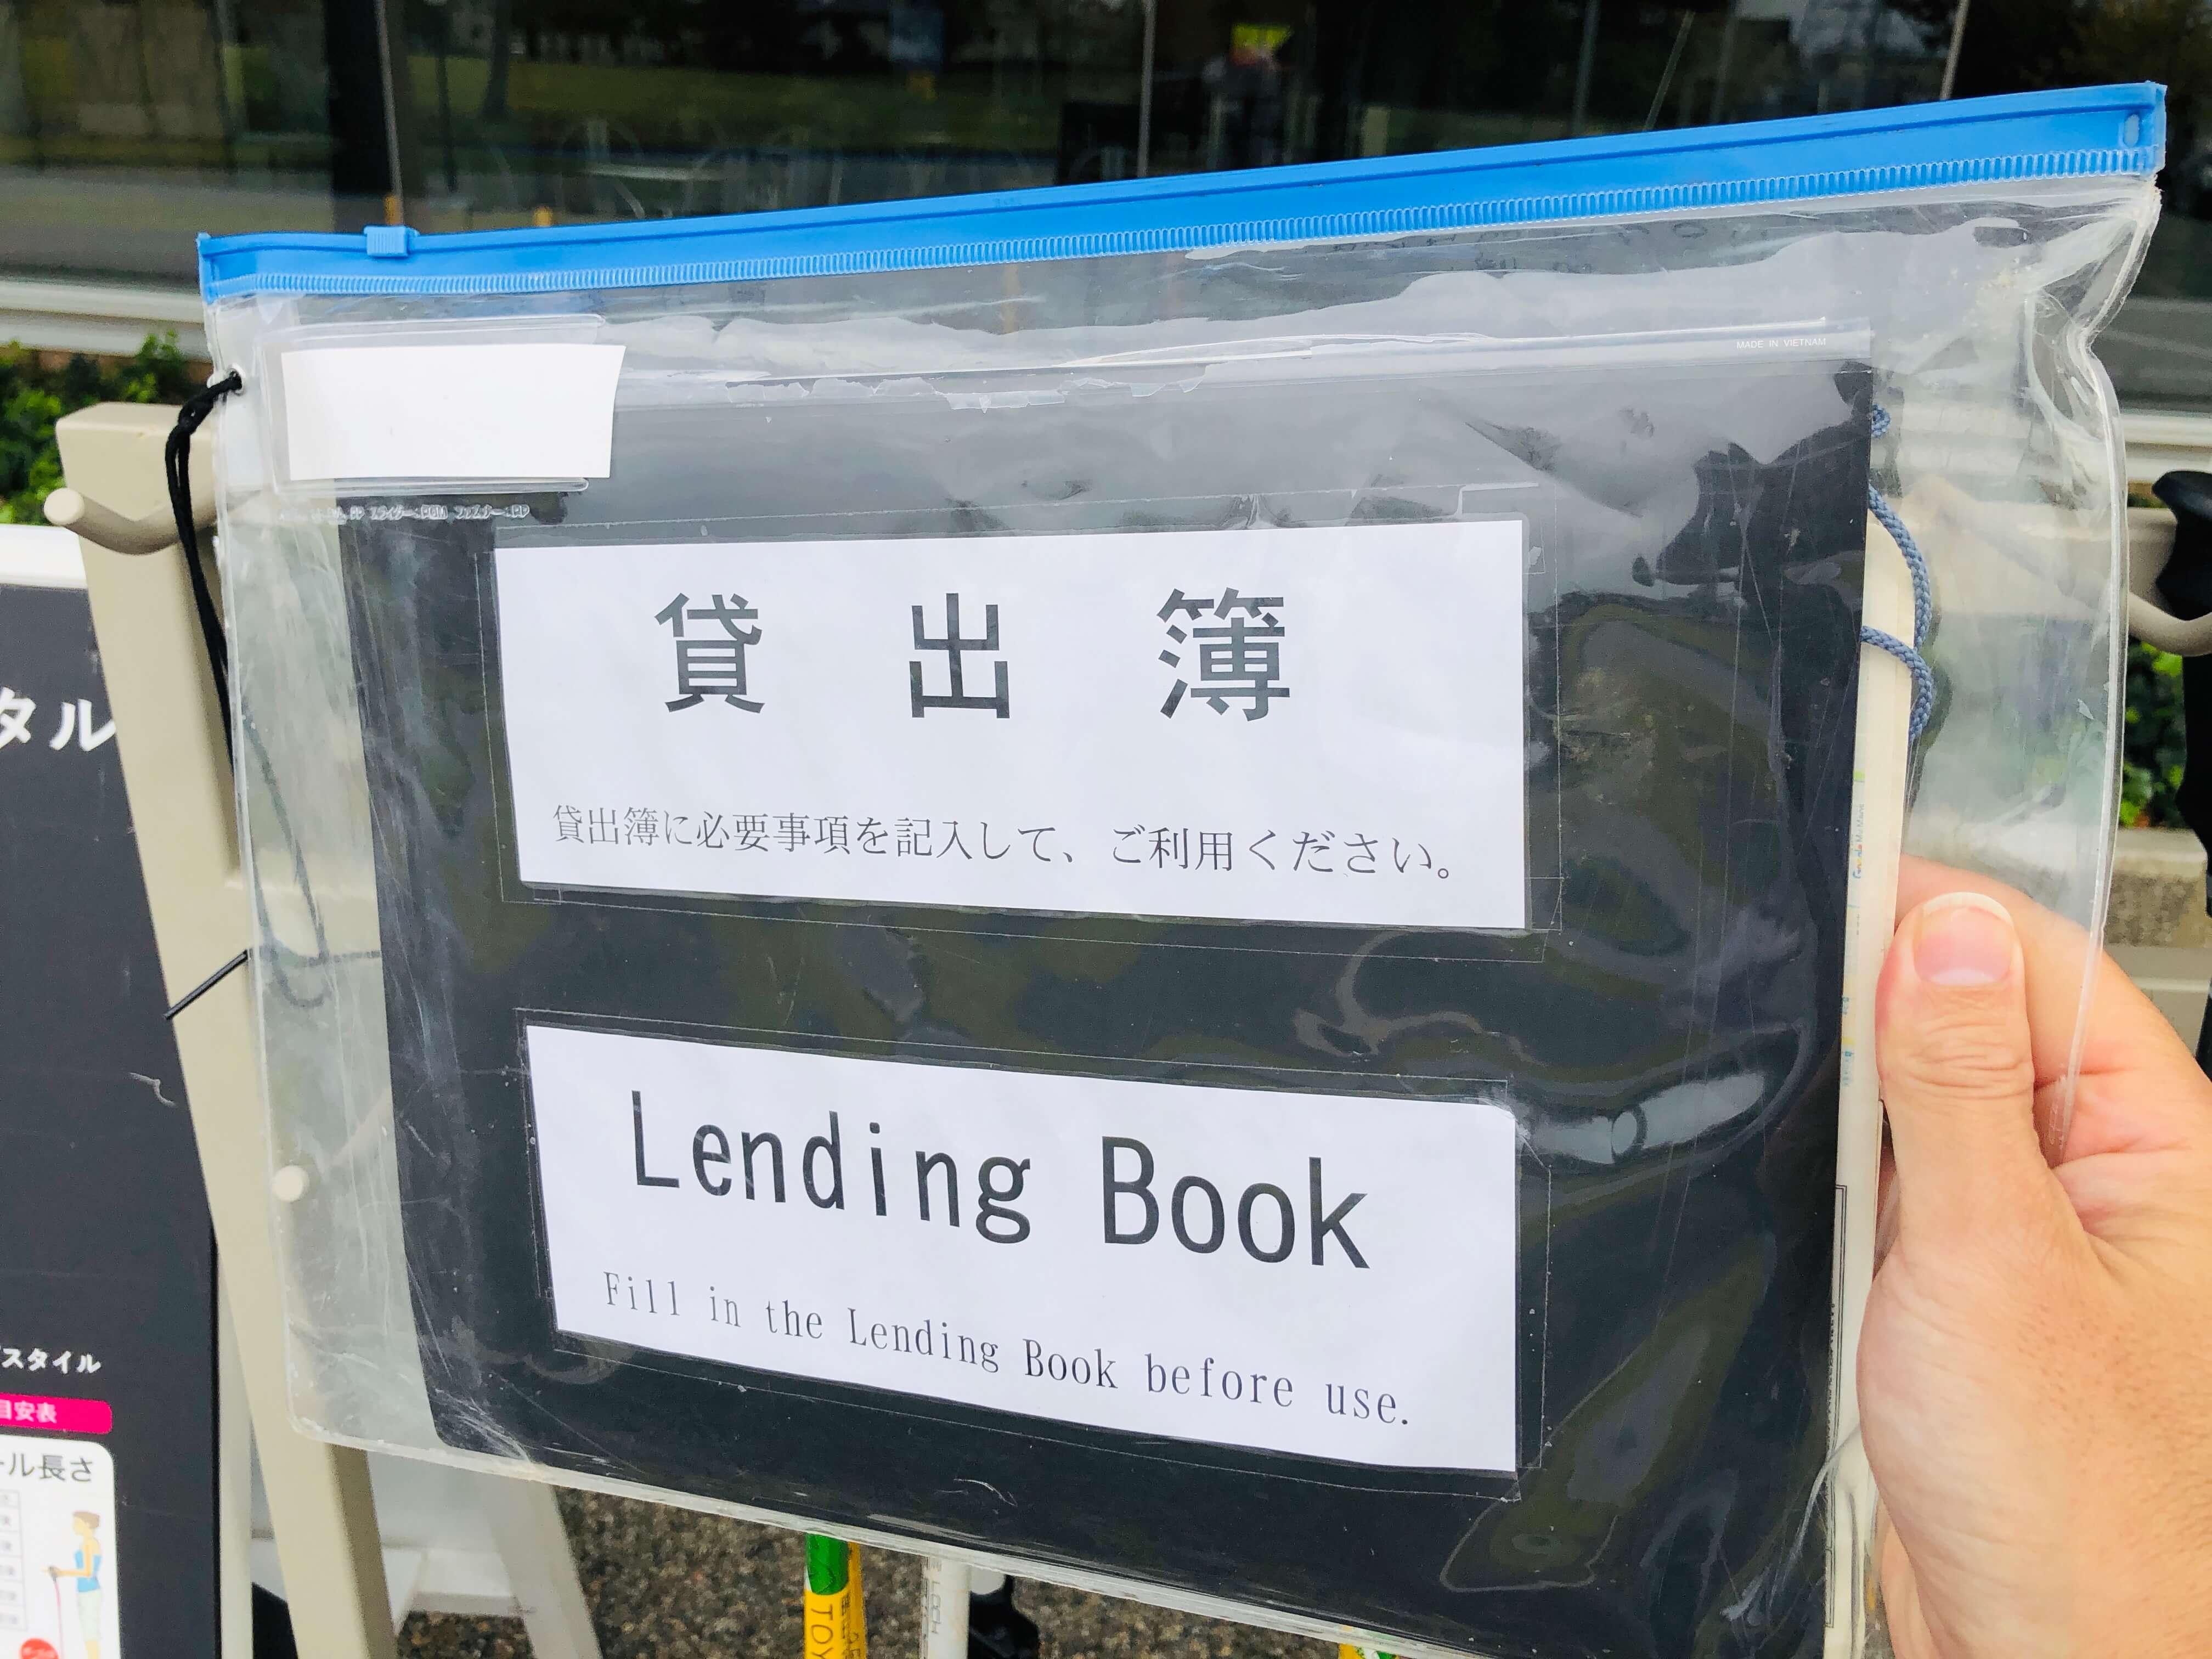 MADE IN VIETNAM
貸出簿
貸出簿に必要事項を記入して、ご利用ください。
Lending Book
Fill in the Lending Book before use.
タル
スタイル
目安表
ール長さ
TOY